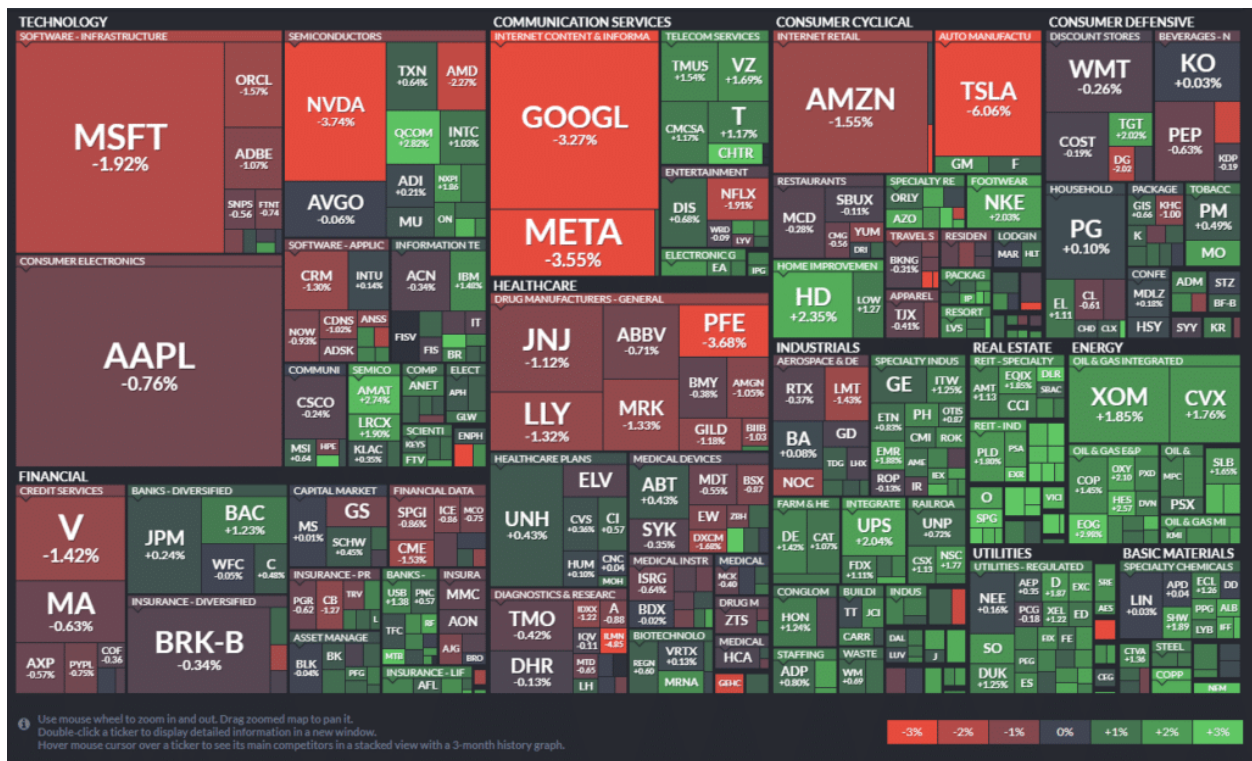 TECHNOLOGY
SOFTWARE - INFRASTRUCTURE
MSFT
-1.92%
ORCL
-1.57%
ADBE
-1.07%
SNPS
-0.56
FTNT
-0.74
SEMICONDUCTORS
NVDA
-3.74%
TXN
+0.64%
AMD
-2.27%
QCOM
+2.82%
INTC
+1.03%
AVGO
-0.06%
ADI
+0.21%
NXPI
+1.86
MU
ON
CONSUMER ELECTRONICS
AAPL
-0.76%
SOFTWARE - APPLIC
CRM
-1.30%
INTU
+0.14%
NOW
-0.93%
CDNS
-1.02%
ANSS
ADSK
INFORMATION TE
ACN
-0.34%
IBM
+1.48%
FISV
FIS
IT
BR
COMMUNI
CSCO
-0.24%
MSI
+0.64
HPE
SEMICO
AMAT
+2.74%
LRCX
+1.90%
KLAC
+0.35%
COMP
ANET
ELECT
APH
GLW
SCIENTI
KEYS
FTV
ENPH
COMMUNICATION SERVICES
INTERNET CONTENT & INFORMA
GOOGL
-3.27%
META
-3.55%
TELECOM SERVICES
TMUS
+1.54%
VZ
+1.69%
CMCSA
+1.17%
T
+1.17%
CHTR
ENTERTAINMENT
DIS
+0.68%
NFLX
-1.91%
WBD
-0.09
LYV
ELECTRONIC G
EA
IPG
CONSUMER CYCLICAL
INTERNET RETAIL
AMZN
-1.55%
AUTO MANUFACTU
TSLA
-6.06%
GM
F
RESTAURANTS
MCD
-0.28%
SBUX
-0.11%
CMG
-0.56
YUM
DRI
SPECIALTY RE
ORLY
AZO
FOOTWEAR
NKE
+2.03%
TRAVEL S
BKNG
-0.31%
RESIDEN
LODGIN
MAR
HLT
HOME IMPROVEMEN
HD
+2.35%
LOW
+1.27
APPAREL
TJX
-0.41%
PACKAG
IP
RESORT
LVS
CONSUMER DEFENSIVE
DISCOUNT STORES
WMT
-0.26%
COST
-0.19%
TGT
+2.02%
DG
-2.02
BEVERAGES - N
KO
+0.03%
PEP
-0.63%
KDP
-0.19
HOUSEHOLD
PG
+0.10%
EL
+1.11
CL
-0.61
CHD
CLX
PACKAGE
GIS
+0.66
KHC
-1.00
K
TOBACC
PM
+0.49%
MO
CONFE
MDLZ
+0.18%
HSY
ADM
STZ
BF-B
SYY
KR
HEALTHCARE
DRUG MANUFACTURERS - GENERAL
JNJ
-1.12%
ABBV
-0.71%
PFE
-3.68%
LLY
-1.32%
MRK
-1.33%
BMY
-0.38%
AMGN
-1.05%
GILD
-1.18%
BIIB
-1.03
HEALTHCARE PLANS
UNH
+0.43%
ELV
CVS
+0.36%
CI
+0.57
HUM
+0.10%
CNC
+0.04
MOH
MEDICAL DEVICES
ABT
+0.43%
MDT
-0.55%
BSX
-0.87
SYK
-0.35%
EW
ZBH
DXCM
-1.68%
DIAGNOSTICS & RESEARC
TMO
-0.42%
IDXX
-1.22
A
-0.88
IQV
-0.11
ILMN
-4.85
DHR
-0.13%
MTD
-0.65
LH
MEDICAL INSTR
ISRG
-0.64%
BDX
-0.02%
MEDICAL
MCK
-0.40
DRUG M
ZTS
BIOTECHNOLO
REGN
+0.60
VRTX
+0.13%
MRNA
MEDICAL
HCA
GEHC
FINANCIAL
CREDIT SERVICES
V
-1.42%
MA
-0.63%
AXP
-0.57%
PYPL
-0.75%
COF
-0.36
BANKS - DIVERSIFIED
JPM
+0.24%
BAC
+1.23%
WFC
-0.05%
C
+0.48%
INSURANCE - DIVERSIFIED
BRK-B
-0.34%
CAPITAL MARKET
MS
+0.01%
GS
SCHW
+0.45%
FINANCIAL DATA
SPGI
-0.86%
ICE
-0.86
MCO
-0.75
CME
-1.53%
INSURANCE - PR
PGR
-0.62
CB
-1.27
TRV
L
BANKS -
USB
+1.38
PNC
+0.57
TFC
RF
MTB
INSURA
MMC
AON
AJG
BRO
ASSET MANAGE
BLK
-0.04%
BK
PFG
INSURANCE - LIF
AFL
INDUSTRIALS
AEROSPACE & DE
RTX
-0.37%
LMT
-1.43%
BA
+0.08%
GD
TDG
LHX
NOC
SPECIALTY INDUS
GE
ITW
+1.25%
ETN
+0.83%
PH
OTIS
+0.87
EMR
+1.88%
CMI
ROK
AME
ROP
-0.13%
IR
IEX
FARM & HE
DE
+1.42%
CAT
+1.07%
INTEGRATE
UPS
+2.04%
FDX
+1.11%
RAILROA
UNP
+0.72%
CSX
+1.13
NSC
+1.77
CONGLOM
HON
+1.24%
BUILDI
TT
JCI
CARR
INDUS
DAL
LUV
J
STAFFING
ADP
+0.80%
WASTE
WM
+0.69
REAL ESTATE
REIT - SPECIALTY
AMT
+1.13
EQIX
+1.85%
DLR
SBAC
CCI
REIT - IND
PLD
+1.80%
PSA
EXR
O
SPG
VICI
ENERGY
OIL & GAS INTEGRATED
XOM
+1.85%
CVX
+1.76%
OIL & GAS E&P
COP
+1.45%
OXY
+2.10
PXD
HES
+2.57
DVN
EOG
+2.98%
OIL &
MPC
PSX
SLB
+1.65%
OIL & GAS MI
KMI
UTILITIES
UTILITIES - REGULATED
NEE
+0.16%
AEP
+0.35
D
+1.87
EXC
SRE
PCG
-0.18
XEL
+1.22
ED
AES
SO
DUK
+1.25%
PEG
ES
FE
CEG
BASIC MATERIALS
SPECIALTY CHEMICALS
LIN
+0.03%
APD
+0.04
ECL
+1.26
DD
SHW
+1.89
PPG
ALB
LYB
IFF
CTVA
+1.36
STEEL
COPP
NEM
Use mouse wheel to zoom in and out. Drag zoomed map to pan it.
Double-click a ticker to display detailed information in a new window.
Hover mouse cursor over a ticker to see its main competitors in a stacked view with a 3-month history graph.
-3%
-2%
-1%
0%
+1%
+2%
+3%